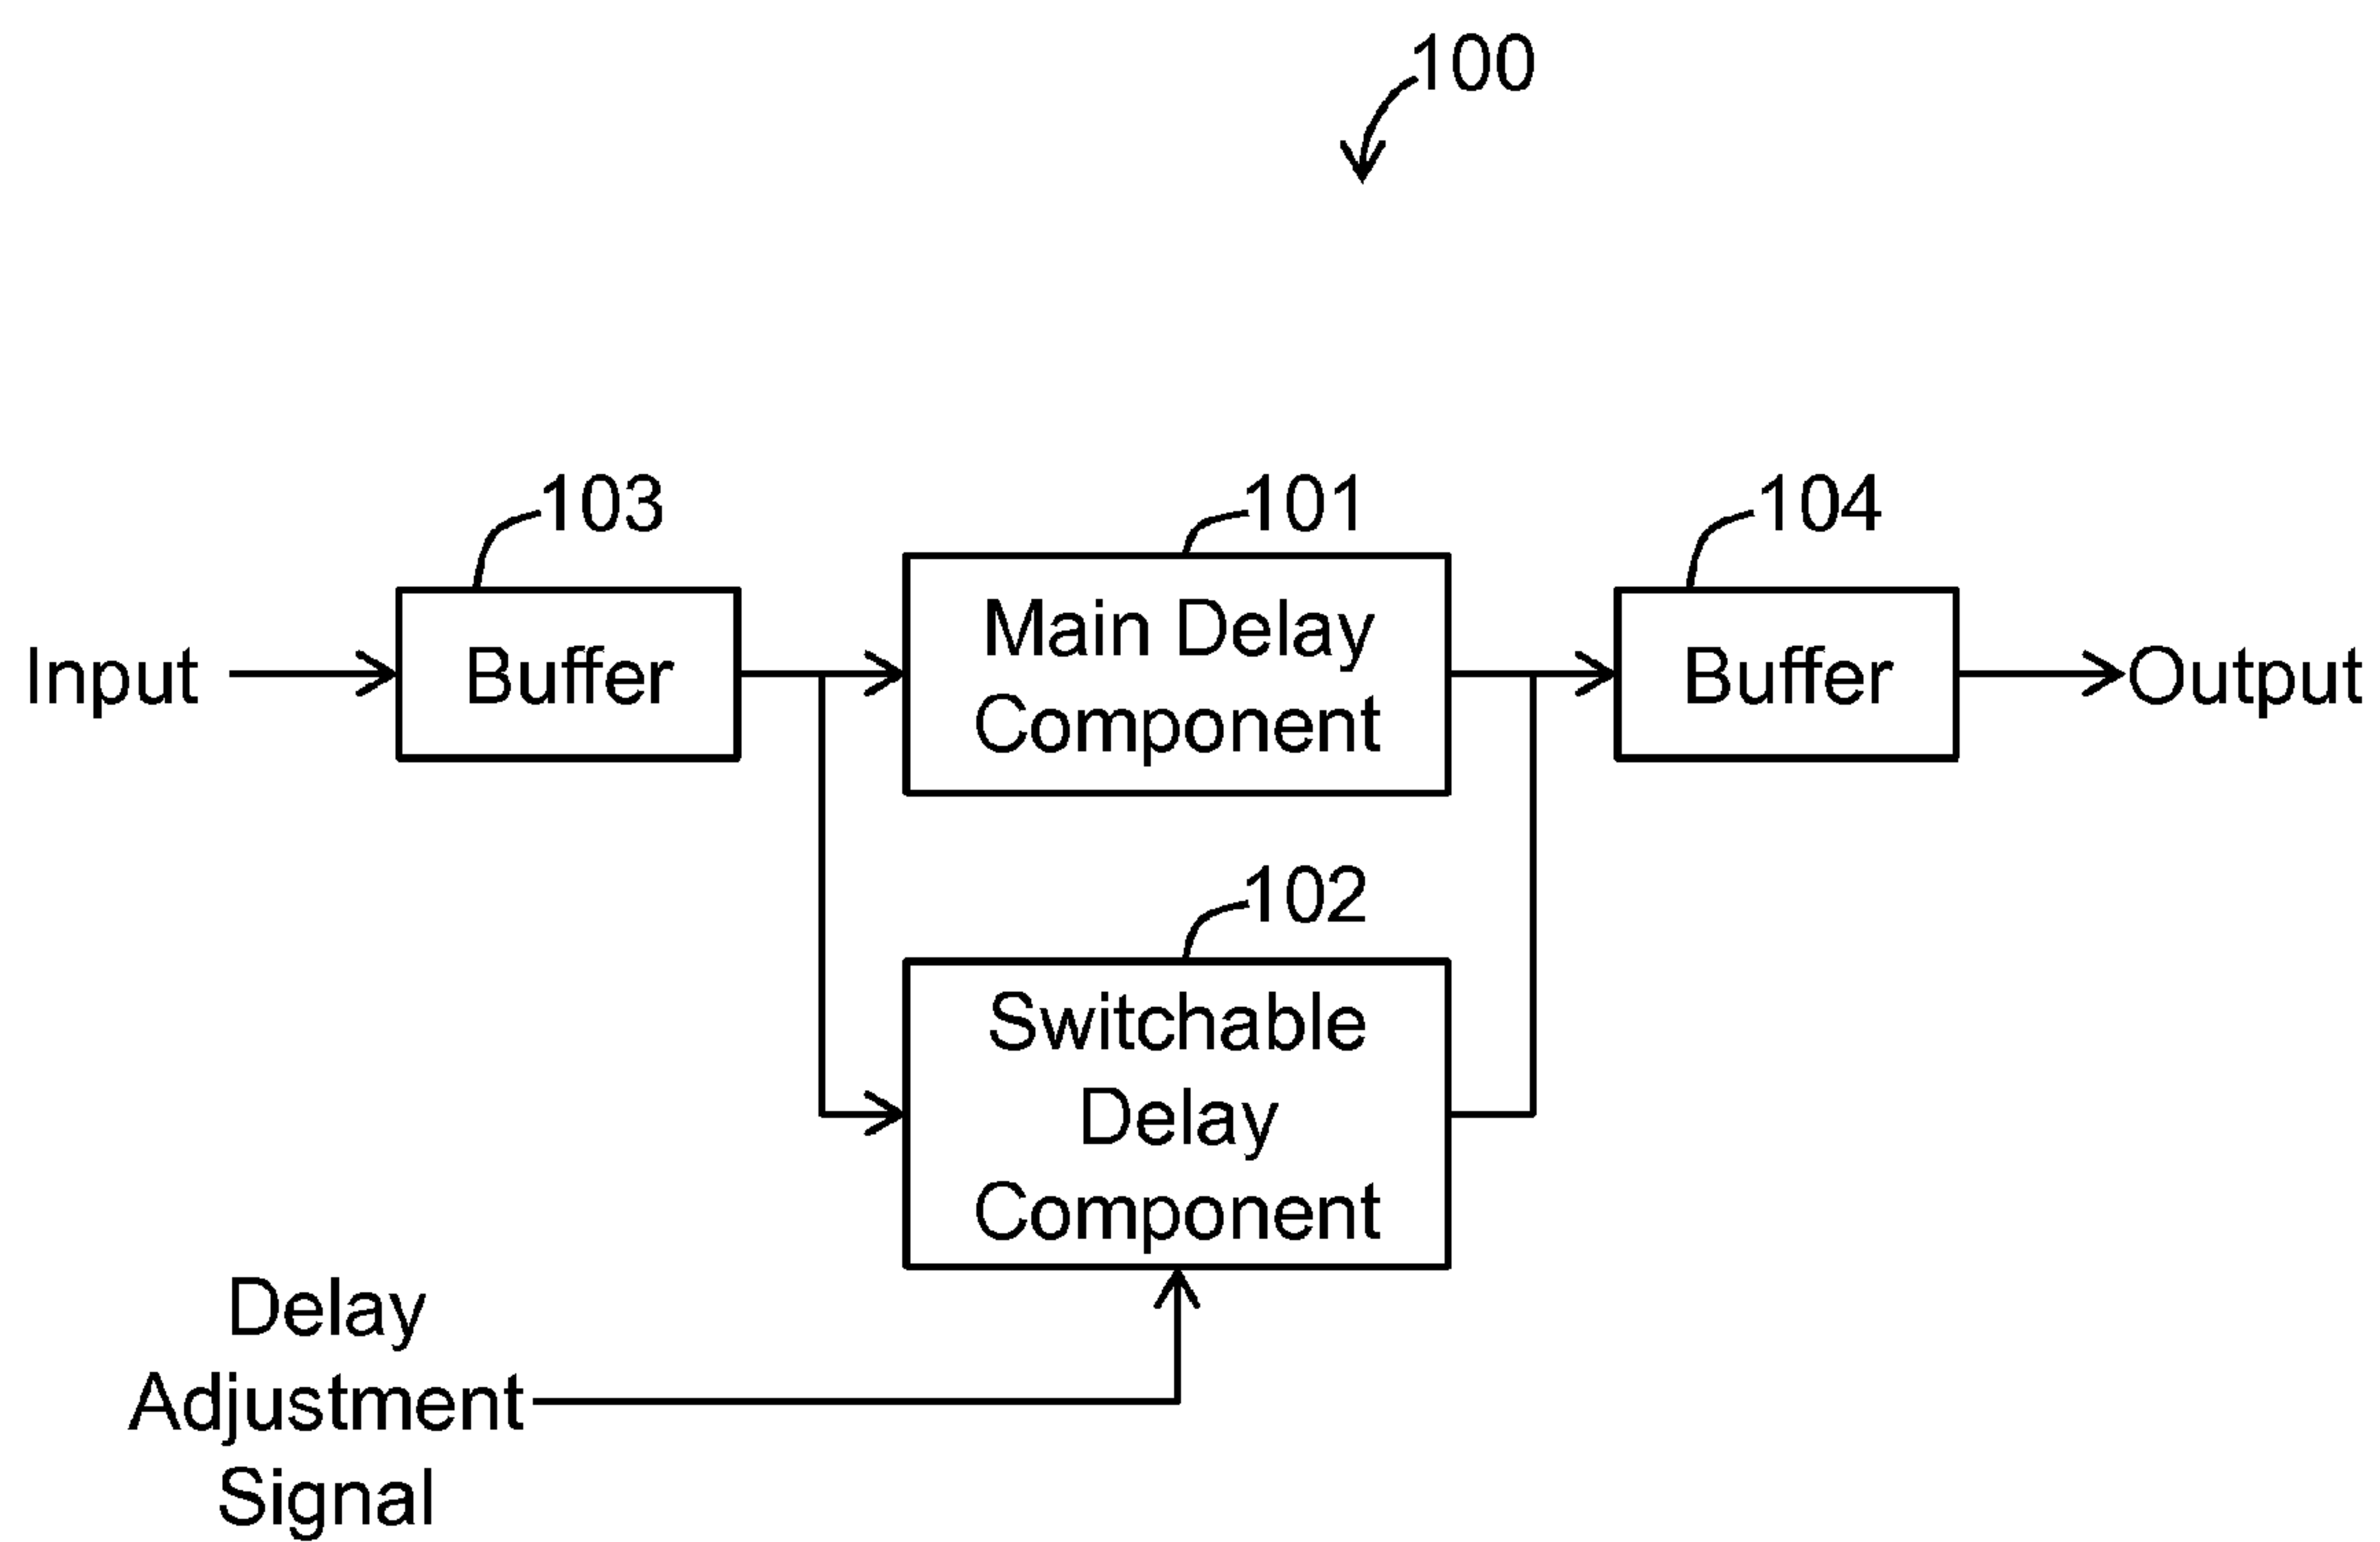 100
103
101
104
Input
Buffer
Main Delay
Component
Buffer
Output
102
Switchable
Delay
Component
Delay
Adjustment
Signal